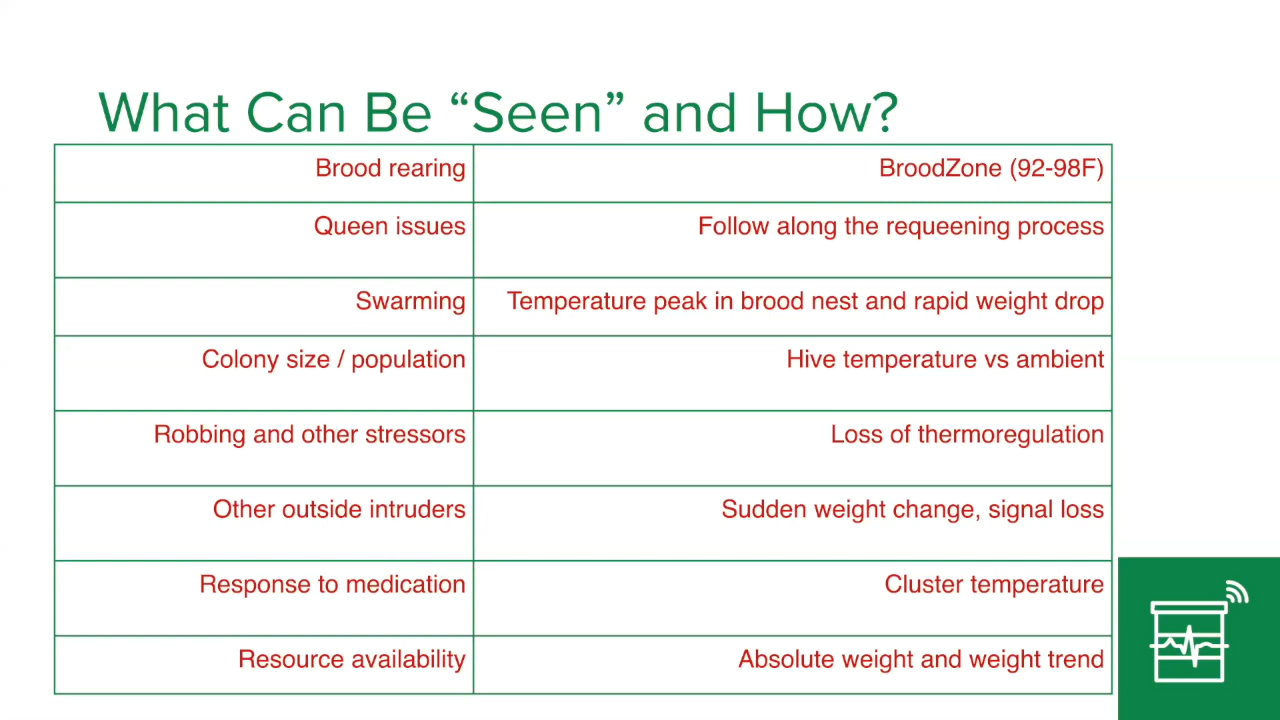 What Can Be “Seen” and How?
Brood rearing
BroodZone (92-98F)
Queen issues
Follow along the requeening process
Swarming
Temperature peak in brood nest and rapid weight drop
Colony size / population
Hive temperature vs ambient
Robbing and other stressors
Loss of thermoregulation
Other outside intruders
Sudden weight change, signal loss
Response to medication
Cluster temperature
Resource availability
Absolute weight and weight trend